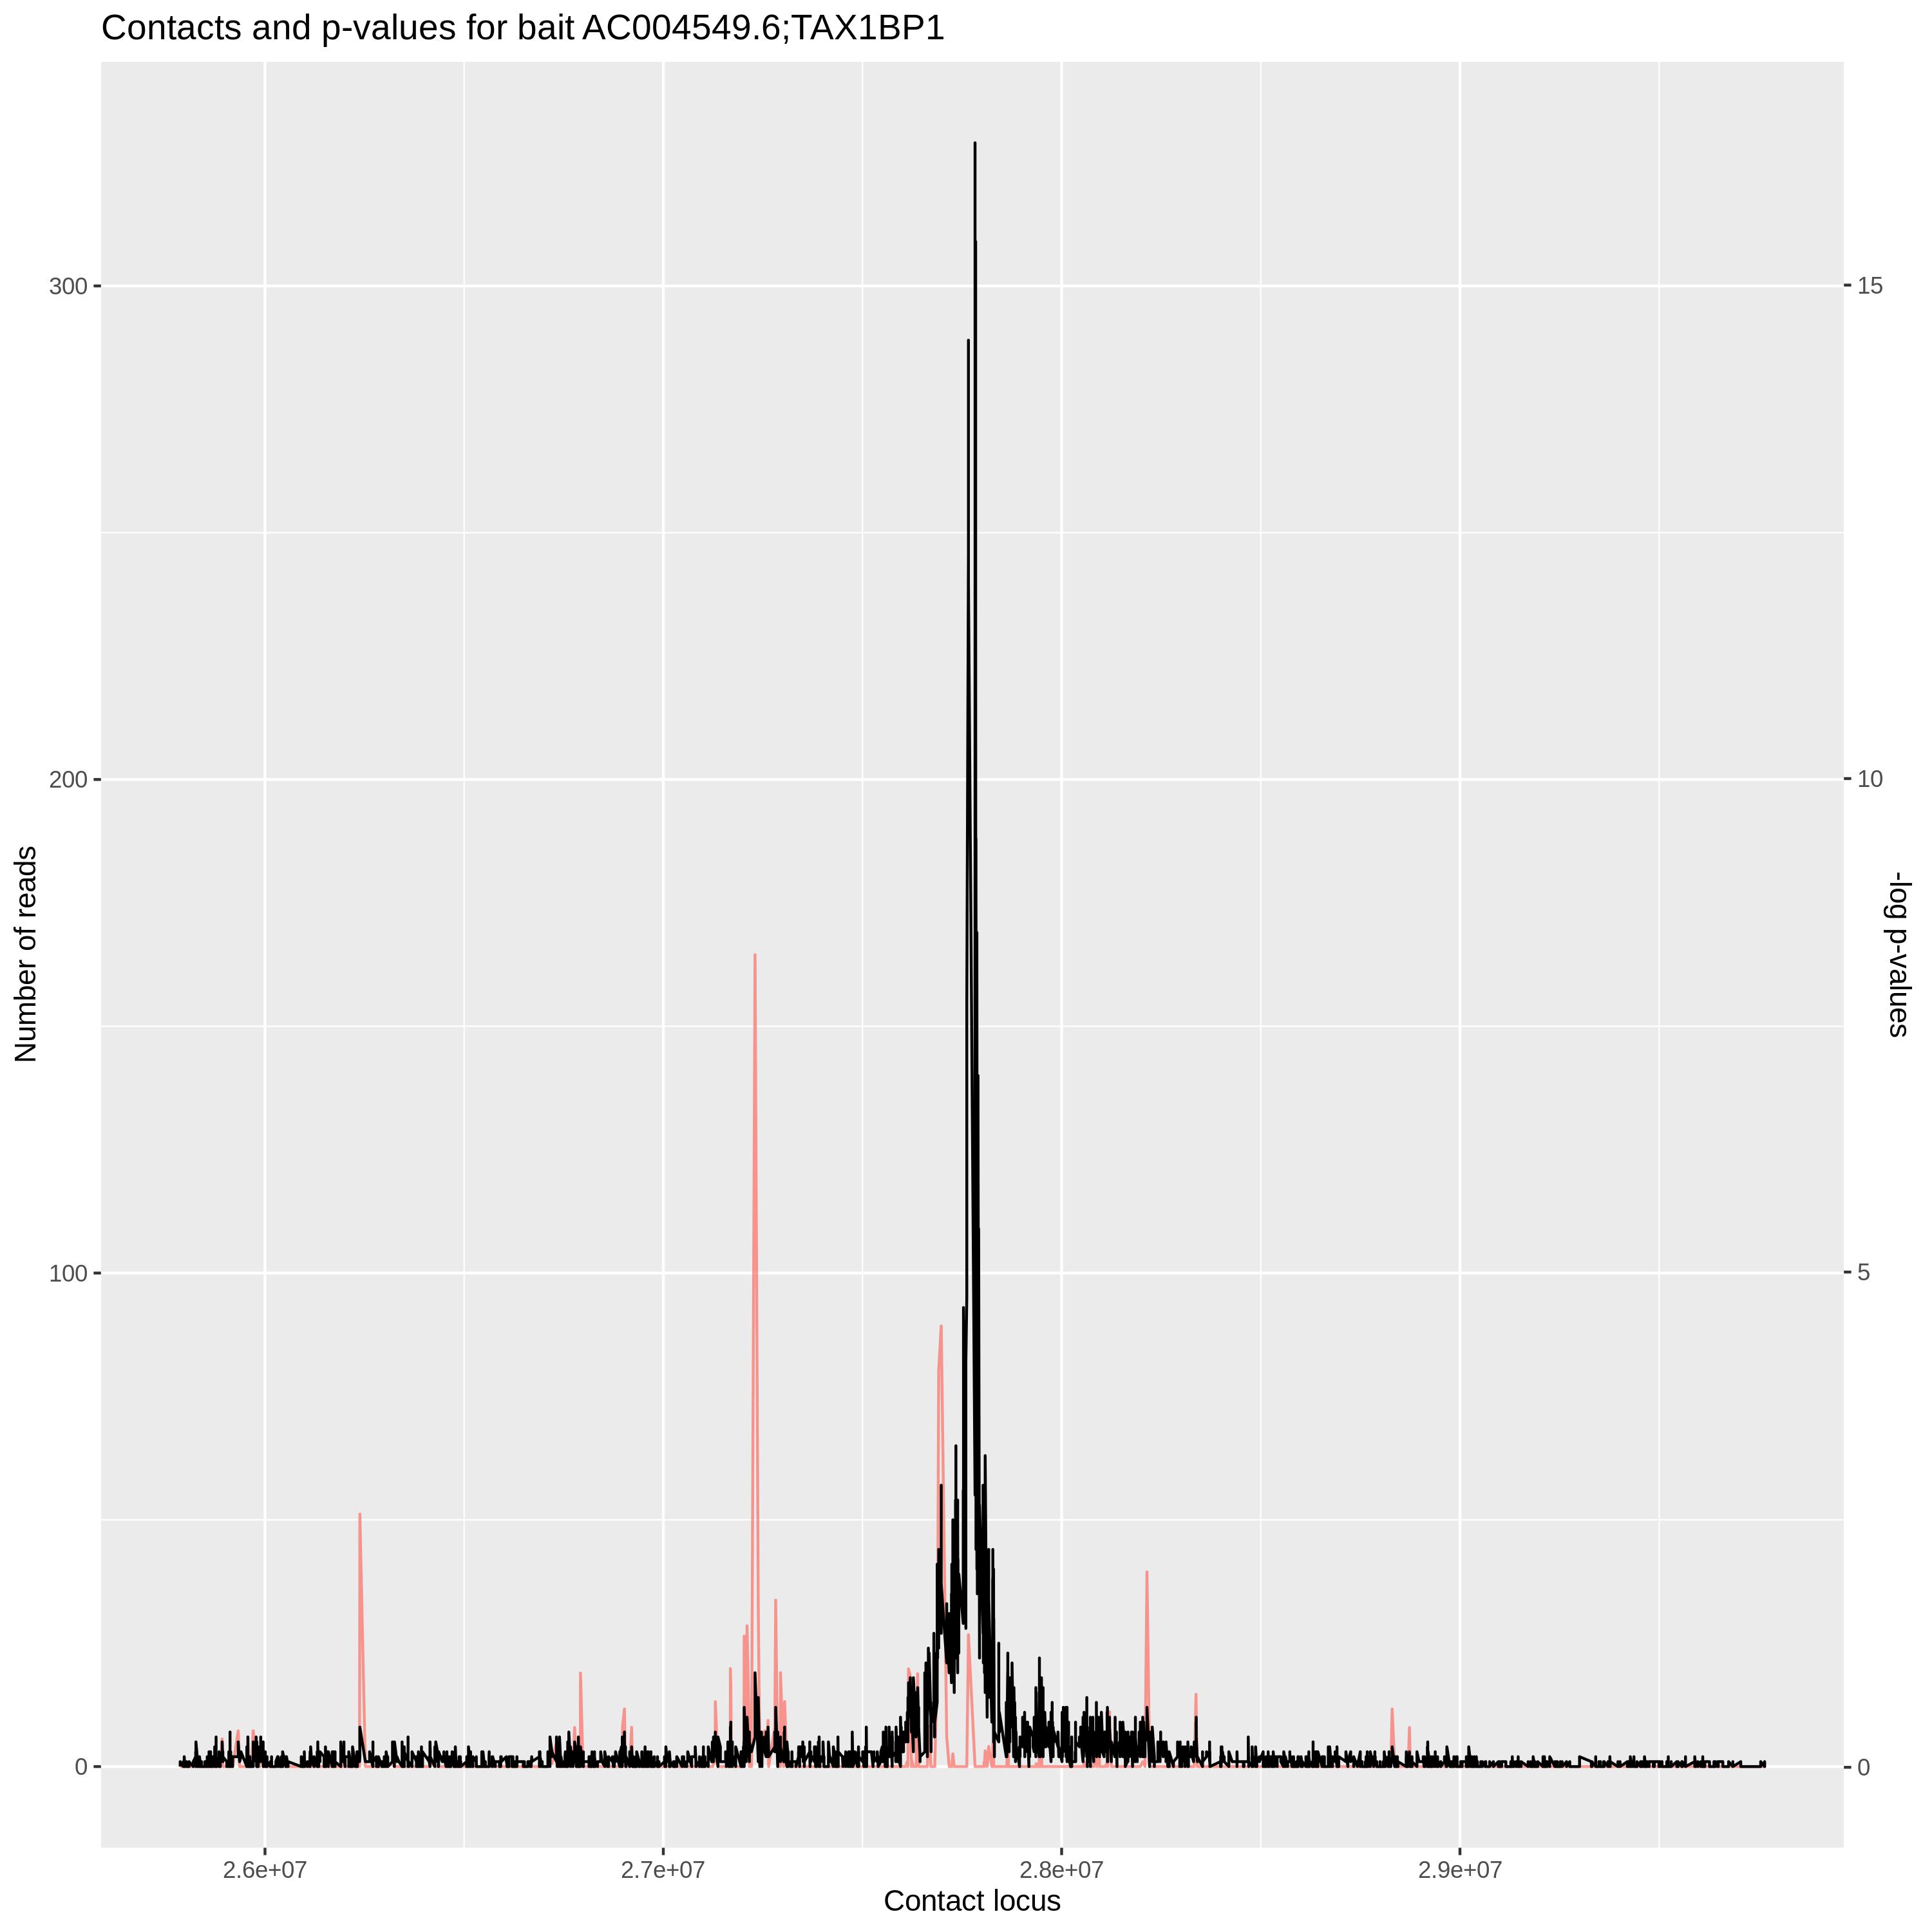 Contacts and p-values for bait AC004549.6;TAX1BP1
300
200
100
0
Number of reads
15
10
5
0
-log p-values
2.6e+07
2.7e+07
2.8e+07
2.9e+07
Contact locus